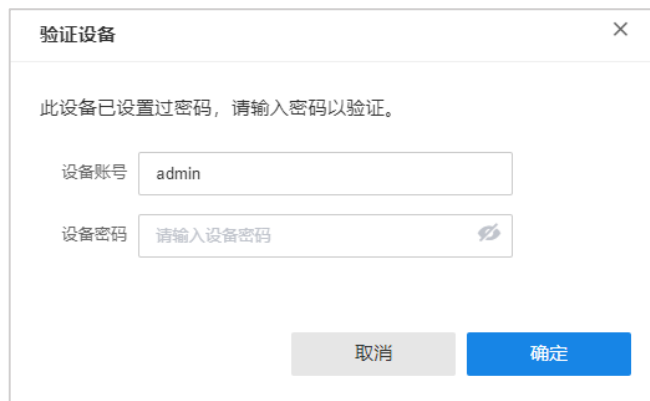 验证设备
此设备已设置过密码，请输入密码以验证。
设备账号 admin
设备密码 请输入设备密码
取消 确定